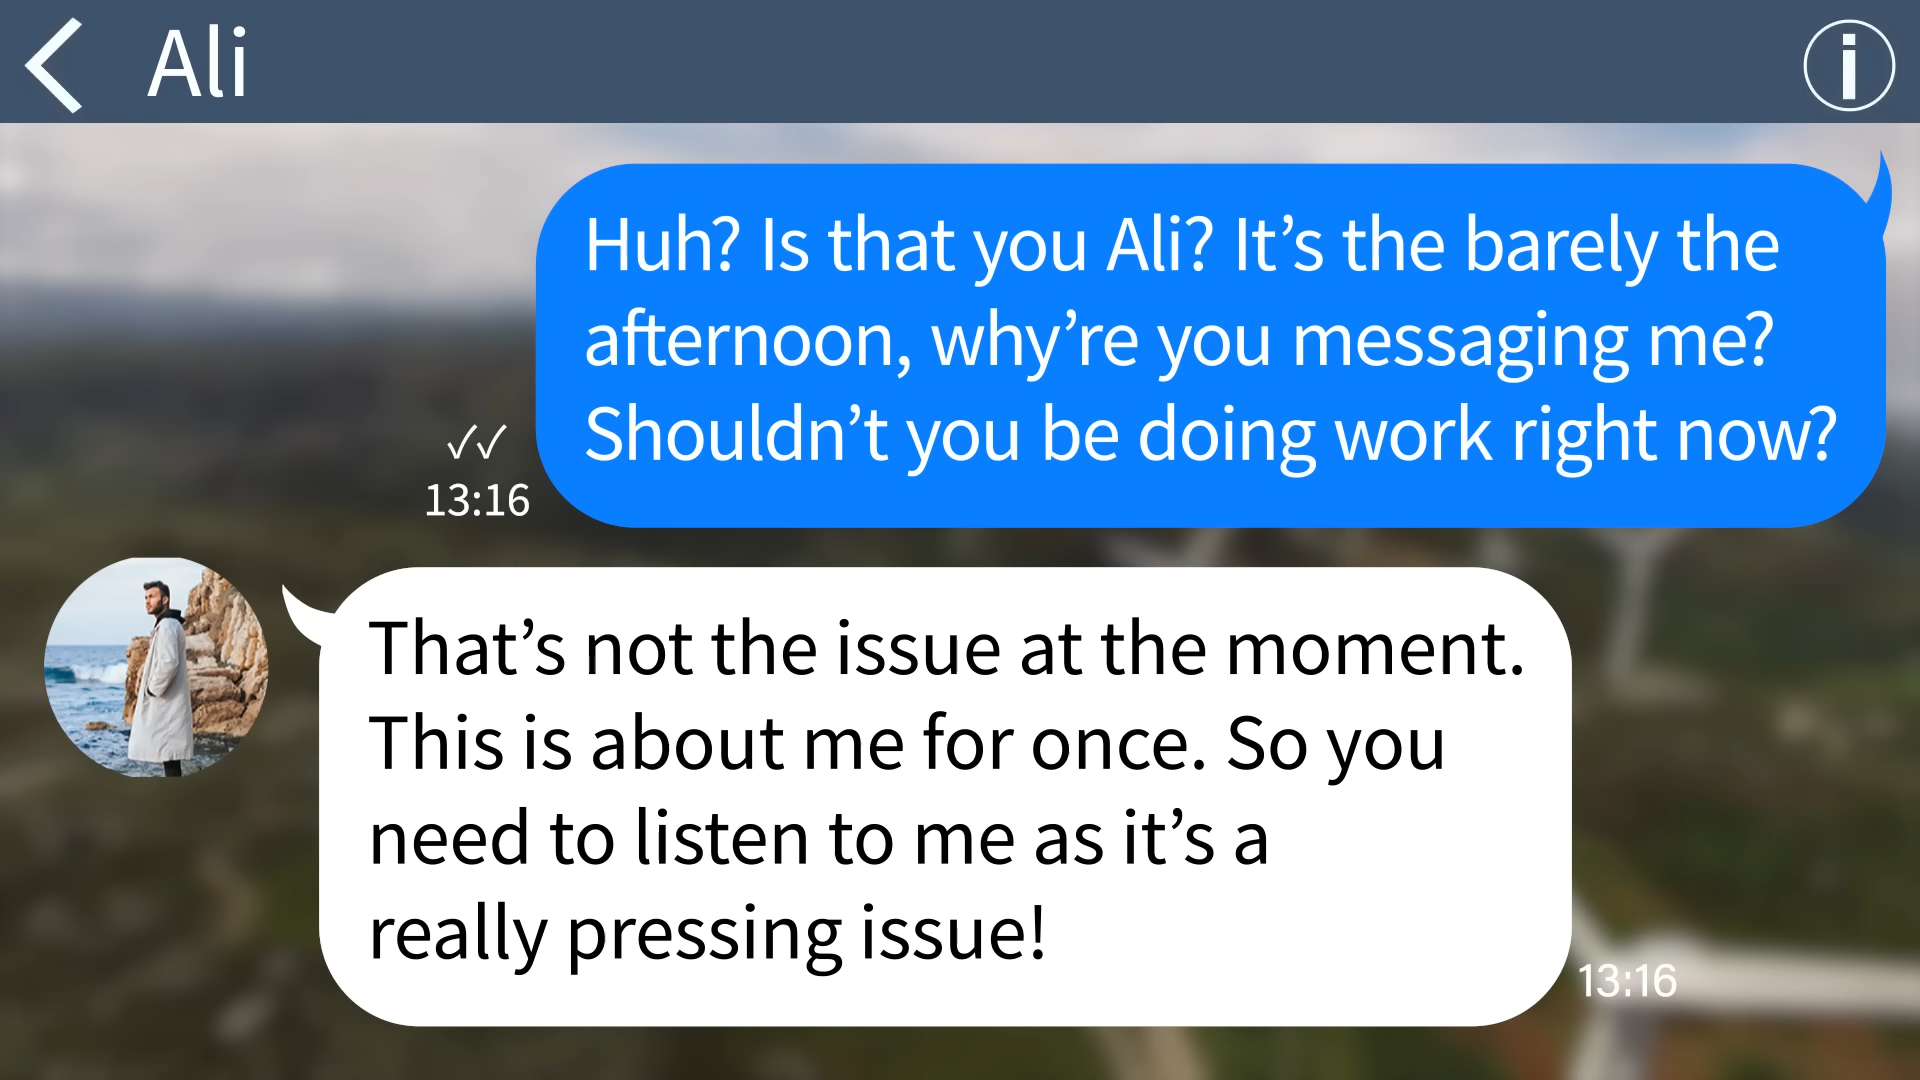 Ali
Huh? Is that you Ali? It’s the barely the
afternoon, why’re you messaging me?
Shouldn’t you be doing work right now?
13:16
That’s not the issue at the moment.
This is about me for once. So you
need to listen to me as it’s a
really pressing issue!
13:16